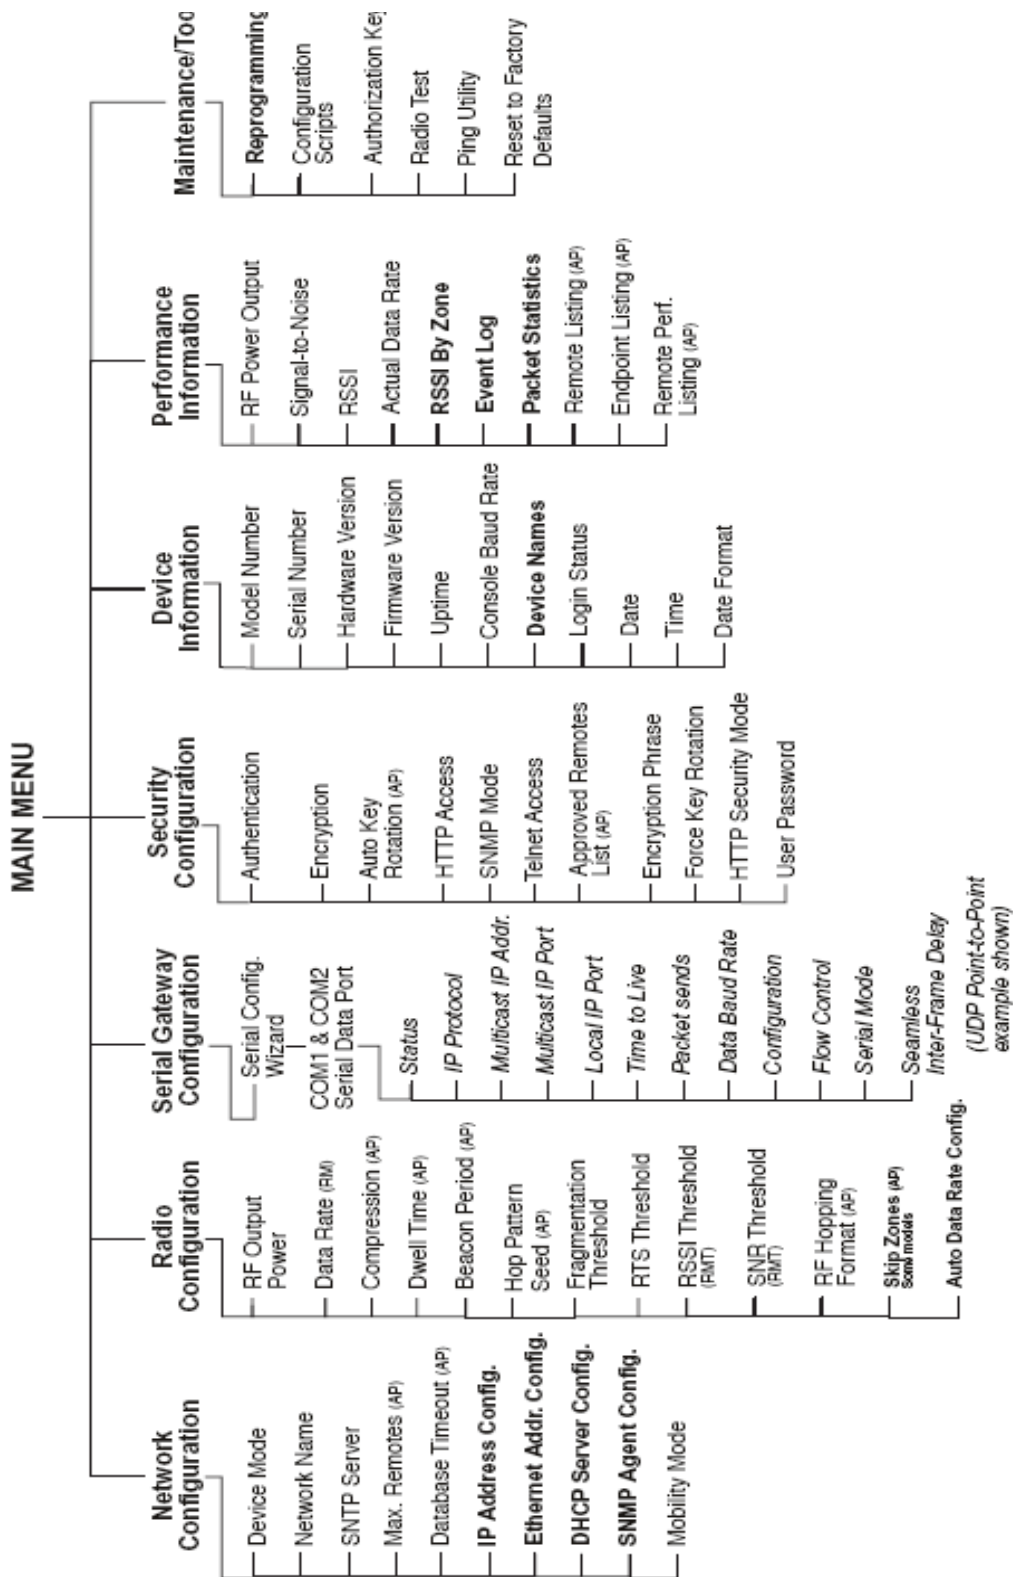 MAIN MENU
Network
Configuration
Device Mode
Network Name
SNTP Server
Max. Remotes (AP)
Database Timeout (AP)
IP Address Config.
Ethernet Addr. Config.
DHCP Server Config.
SNMP Agent Config.
Mobility Mode
Radio
Configuration
RF Output
Power
Data Rate (RM)
Compression (AP)
Dwell Time (AP)
Beacon Period (AP)
Hop Pattern
Seed (AP)
Fragmentation
Threshold
RTS Threshold
RSSI Threshold
(RMT)
SNR Threshold
(RMT)
RF Hopping
Format (AP)
Skip Zones (AP)
Some models
Auto Data Rate Config.
Serial Gateway
Configuration
Serial Config.
Wizard
COM1 & COM2
Serial Data Port
Status
IP Protocol
Multicast IP Addr.
Multicast IP Port
Local IP Port
Time to Live
Packet sends
Data Baud Rate
Configuration
Flow Control
Serial Mode
Seamless
Inter-Frame Delay
(UDP Point-to-Point
example shown)
Security
Configuration
Authentication
Encryption
Auto Key
Rotation (AP)
HTTP Access
SNMP Mode
Telnet Access
Approved Remotes
List (AP)
Encryption Phrase
Force Key Rotation
HTTP Security Mode
User Password
Device
Information
Model Number
Serial Number
Hardware Version
Firmware Version
Uptime
Console Baud Rate
Device Names
Login Status
Date
Time
Date Format
Performance
Information
RF Power Output
Signal-to-Noise
RSSI
Actual Data Rate
RSSI By Zone
Event Log
Packet Statistics
Remote Listing (AP)
Endpoint Listing (AP)
Remote Perf.
Listing (AP)
Maintenance/Too
Reprogramming
Configuration
Scripts
Authorization Key
Radio Test
Ping Utility
Reset to Factory
Defaults